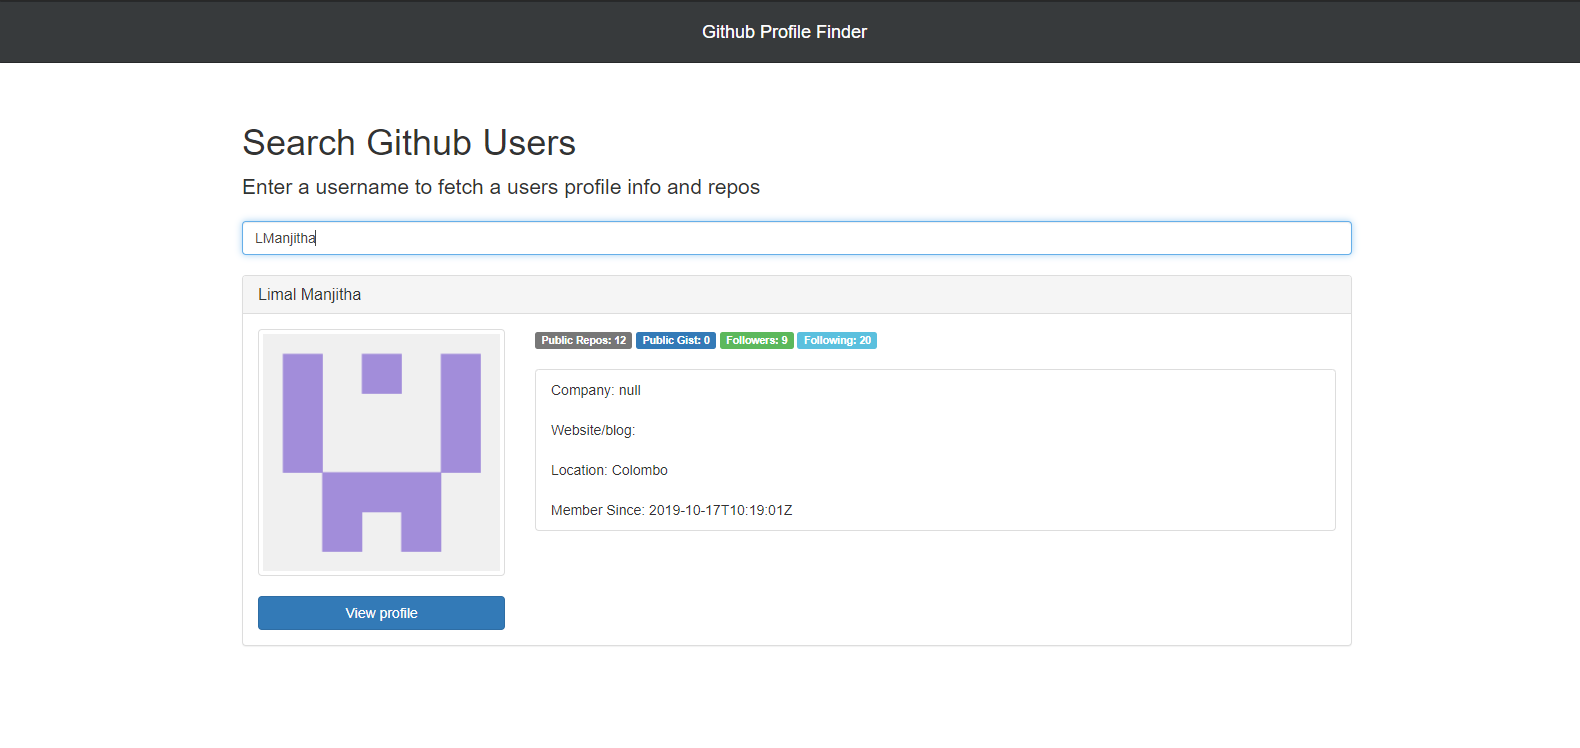 Github Profile Finder
Search Github Users
Enter a username to fetch a users profile info and repos
LManjitha
Limal Manjitha
Public Repos: 12 Public Gist: 0 Followers: 9 Following: 20
Company: null
Website/blog:
Location: Colombo
Member Since: 2019-10-17T10:19:01Z
View profile